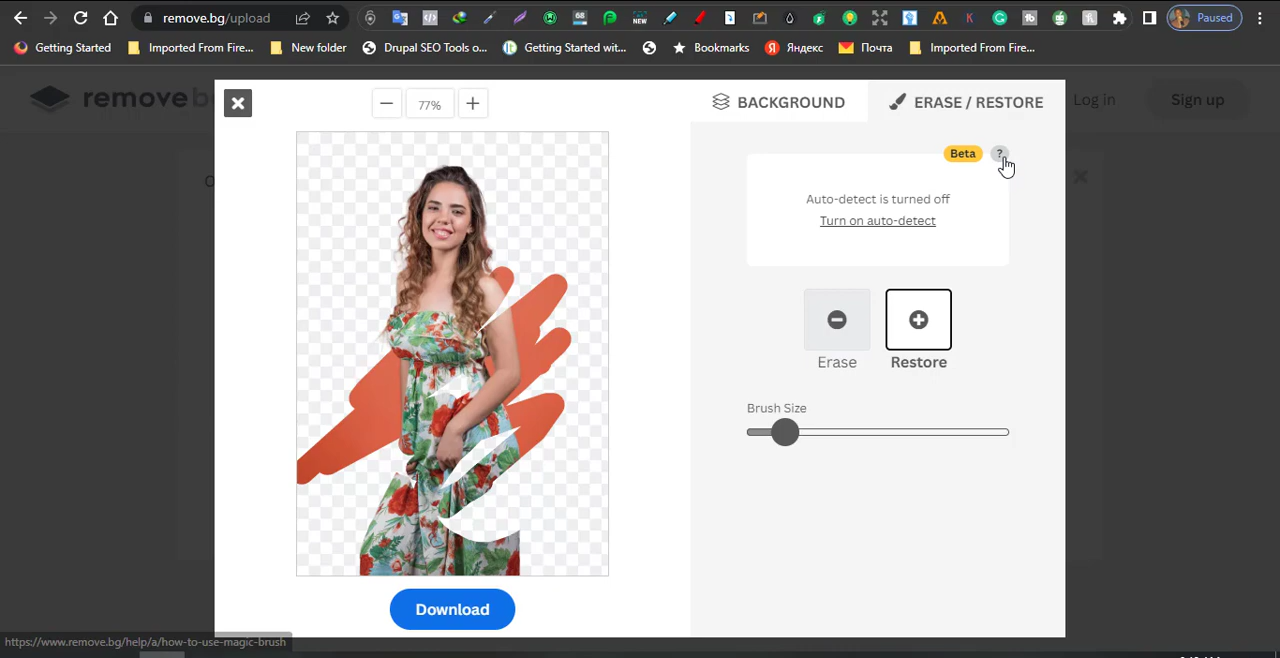 remove.bg/upload
Paused
Getting Started
Imported From Fire...
New folder
Drupal SEO Tools o...
Getting Started wit...
Bookmarks
Яндекс
Почта
Imported From Fire...
remove
Log in
Sign up
77%
BACKGROUND
ERASE / RESTORE
Beta
?
Auto-detect is turned off
Turn on auto-detect
Erase
Restore
Brush Size
Download
https://www.remove.bg/help/a/how-to-use-magic-brush